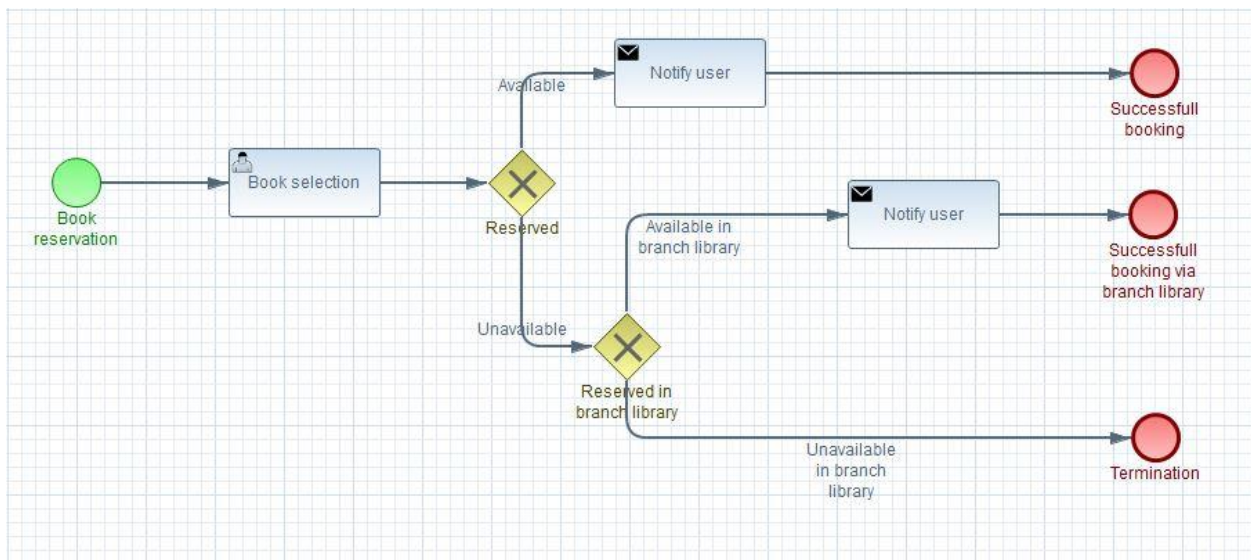 Notify user
Available
Successfull
booking
Book selection
Book
reservation
Reserved
Notify user
Available in
branch library
Successfull
booking via
branch library
Unavailable
Reserved in
branch library
Unavailable
in branch
library
Termination